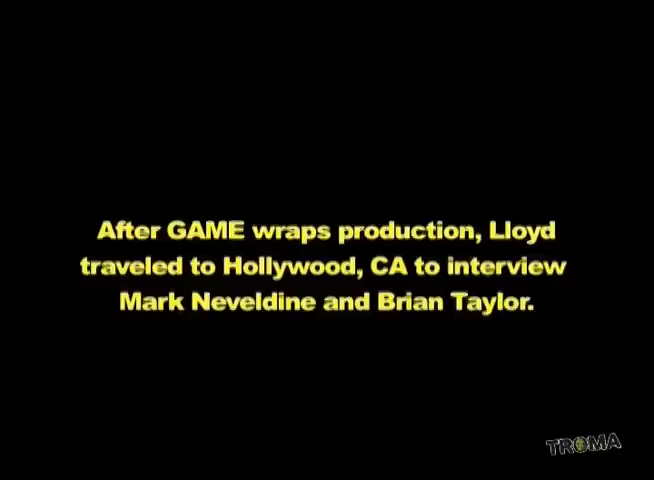 After GAME wraps production, Lloyd
traveled to Hollywood, CA to interview
Mark Neveldine and Brian Taylor.
TROMA